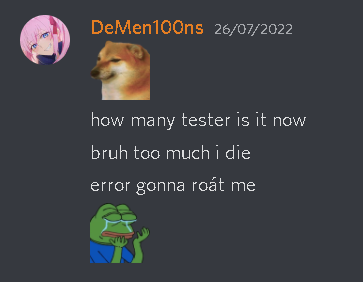 DeMen100ns 26/07/2022
how many tester is it now
bruh too much i die
error gonna roát me